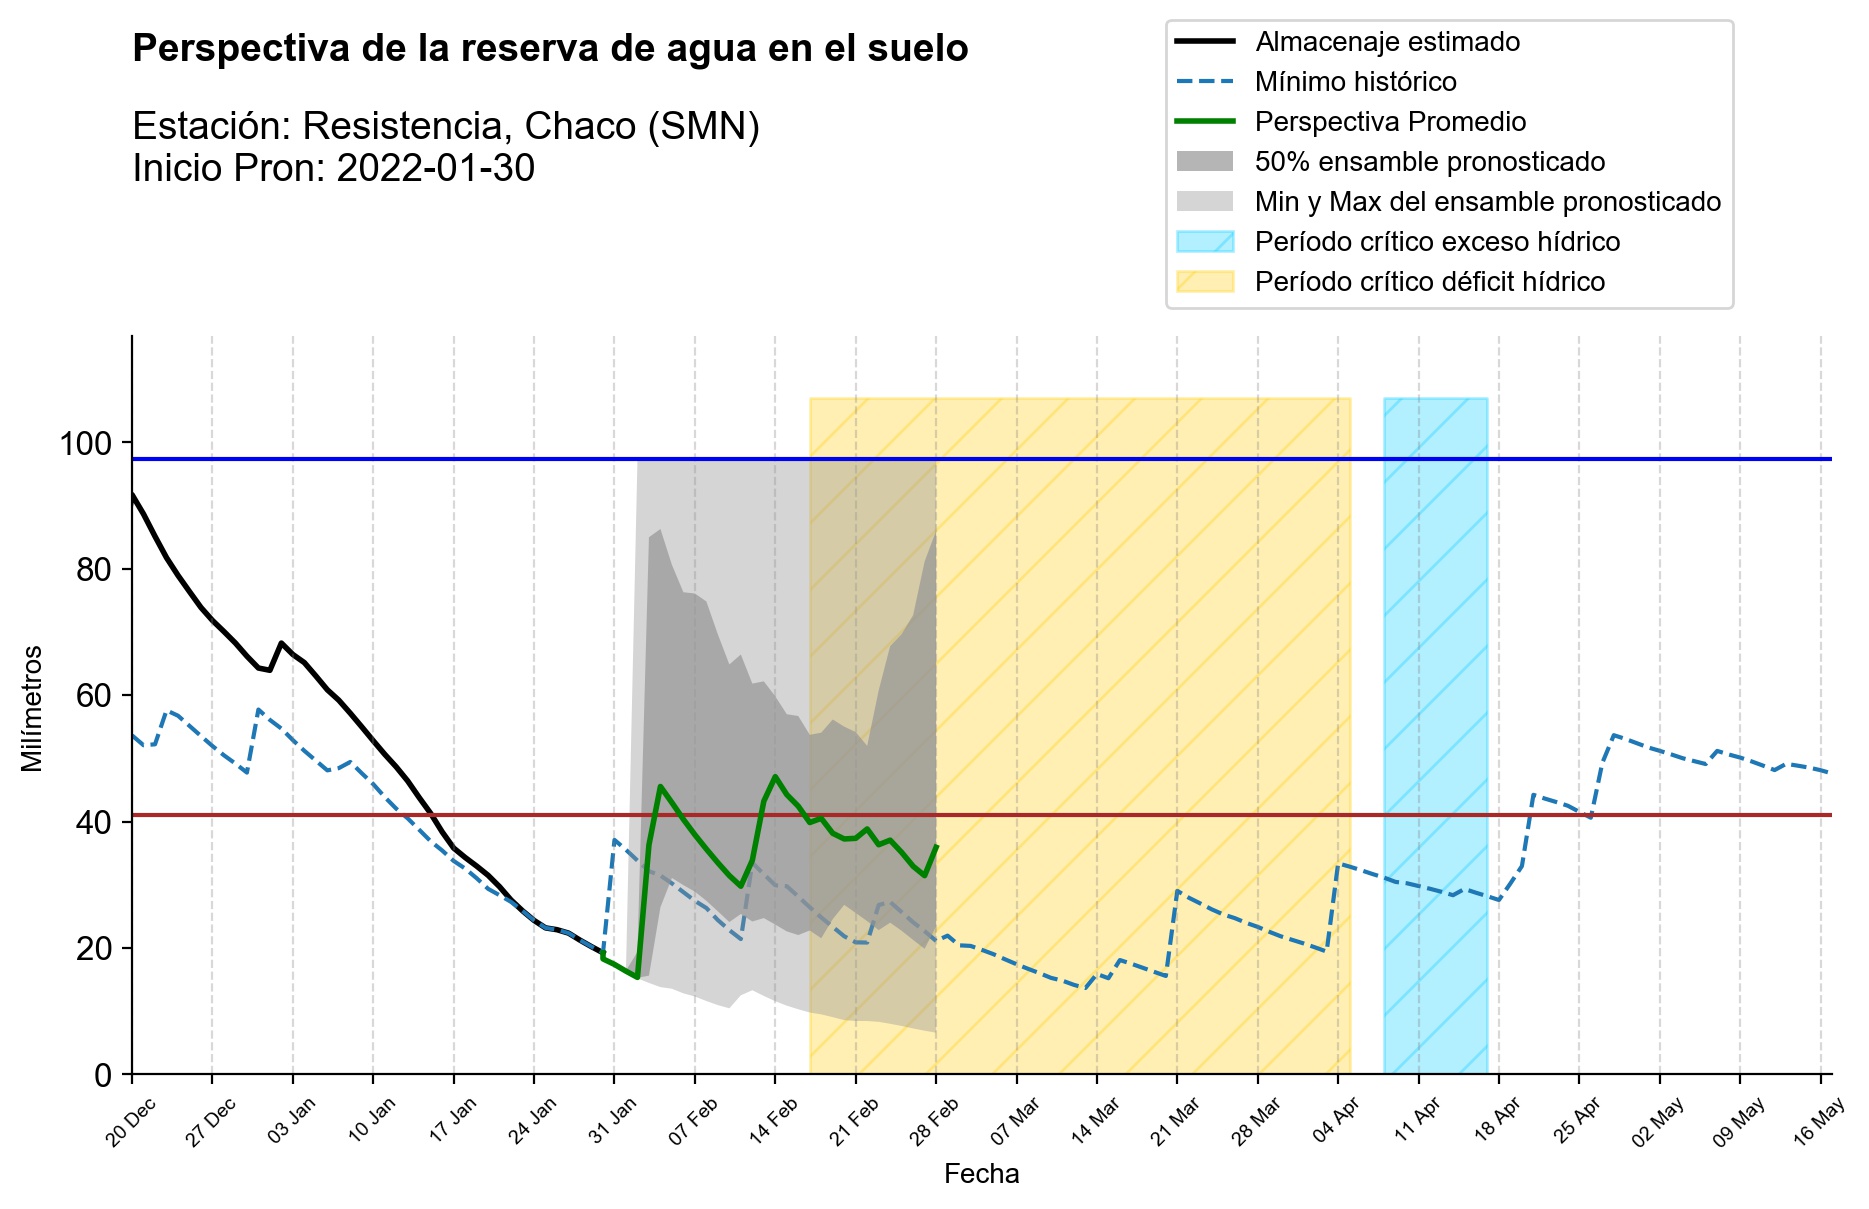 Perspectiva de la reserva de agua en el suelo
Estación: Resistencia, Chaco (SMN)
Inicio Pron: 2022-01-30
Almacenaje estimado
Mínimo histórico
Perspectiva Promedio
50% ensamble pronosticado
Min y Max del ensamble pronosticado
Período crítico exceso hídrico
Período crítico déficit hídrico
Milímetros
100
80
60
40
20
0
20 Dec
27 Dec
03 Jan
10 Jan
17 Jan
24 Jan
31 Jan
07 Feb
14 Feb
21 Feb
28 Feb
07 Mar
14 Mar
21 Mar
28 Mar
04 Apr
11 Apr
18 Apr
25 Apr
02 May
09 May
16 May
Fecha